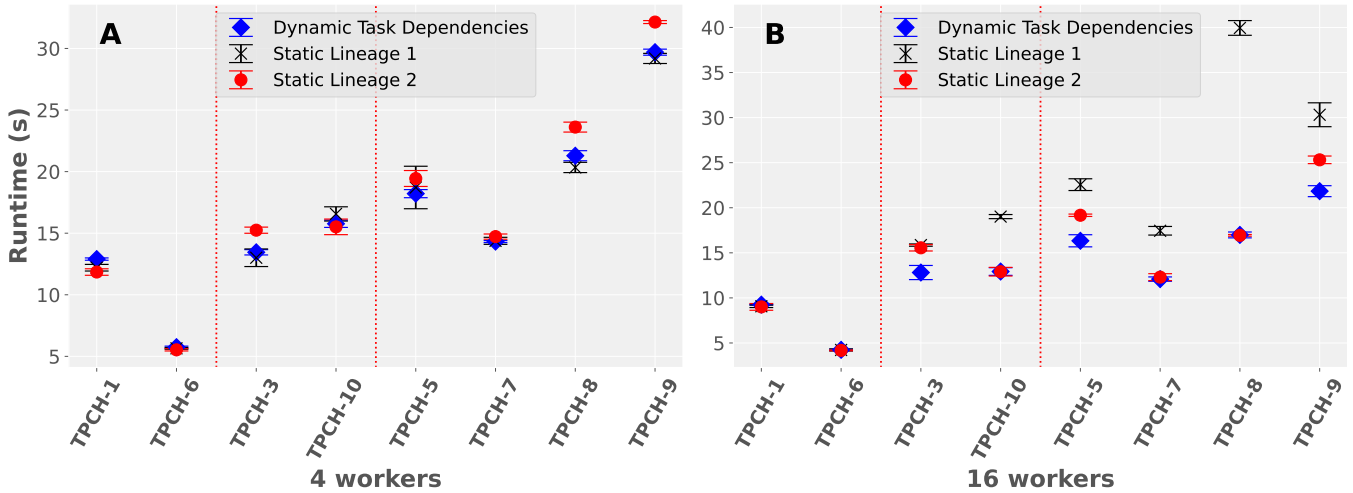 A
Dynamic Task Dependencies
Static Lineage 1
Static Lineage 2
Runtime (s)
30
25
20
15
10
5
TPCH-1
TPCH-6
TPCH-3
TPCH-10
TPCH-5
TPCH-7
TPCH-8
TPCH-9
4 workers
B
Dynamic Task Dependencies
Static Lineage 1
Static Lineage 2
40
35
30
25
20
15
10
5
TPCH-1
TPCH-6
TPCH-3
TPCH-10
TPCH-5
TPCH-7
TPCH-8
TPCH-9
16 workers